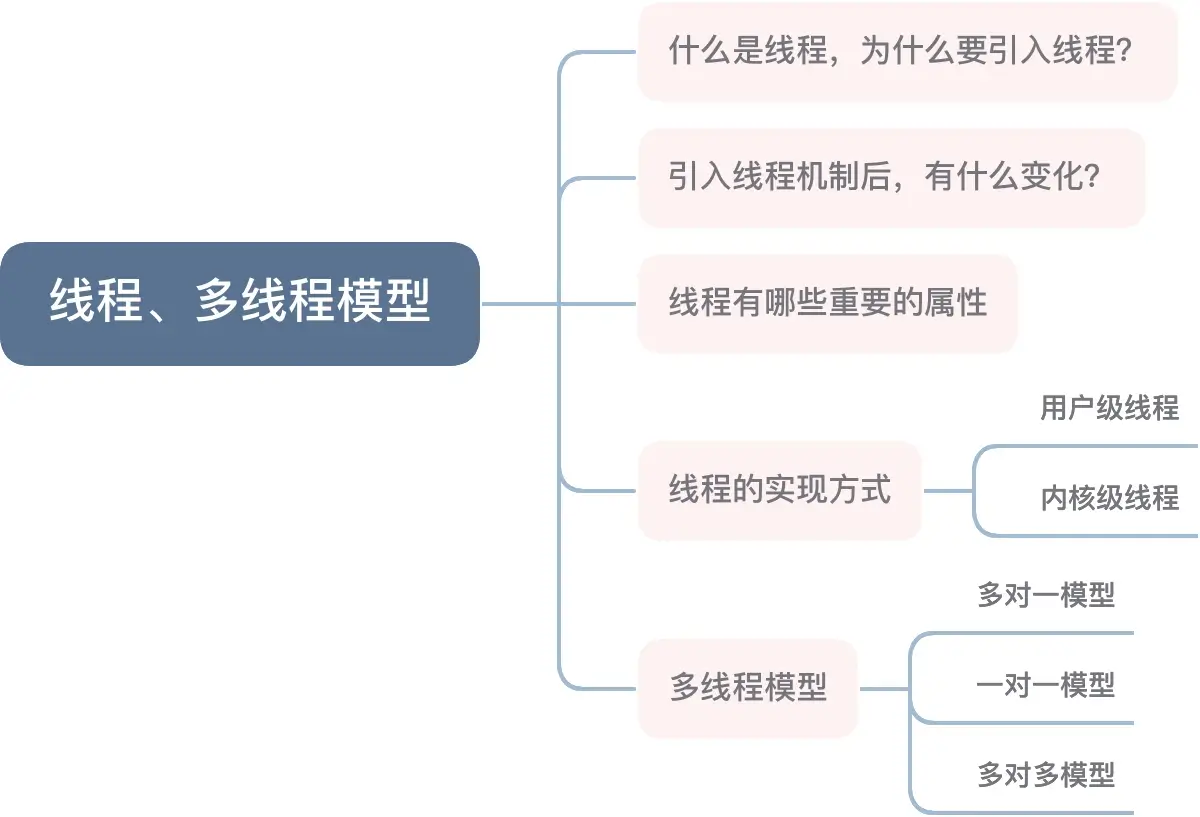 线程、多线程模型
什么是线程，为什么要引入线程？
引入线程机制后，有什么变化？
线程有哪些重要的属性
线程的实现方式
用户级线程
内核级线程
多线程模型
多对一模型
一对一模型
多对多模型